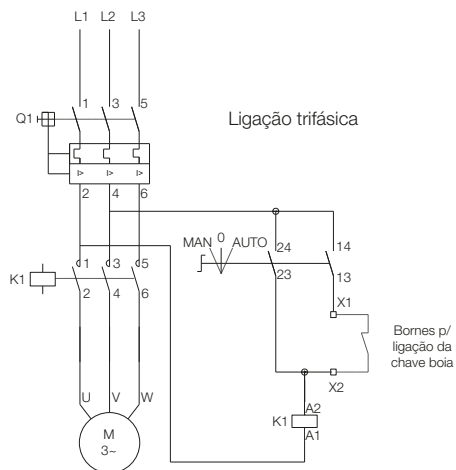 L1 L2 L3
1 3 5
Q1
Ligação trifásica
2 4 6
MAN 0 AUTO
24 14
23 13
1 3 5
K1
2 4 6
X1
Bornes p/
ligação da
chave boia
X2
U V W
A2
K1
A1
M
3~